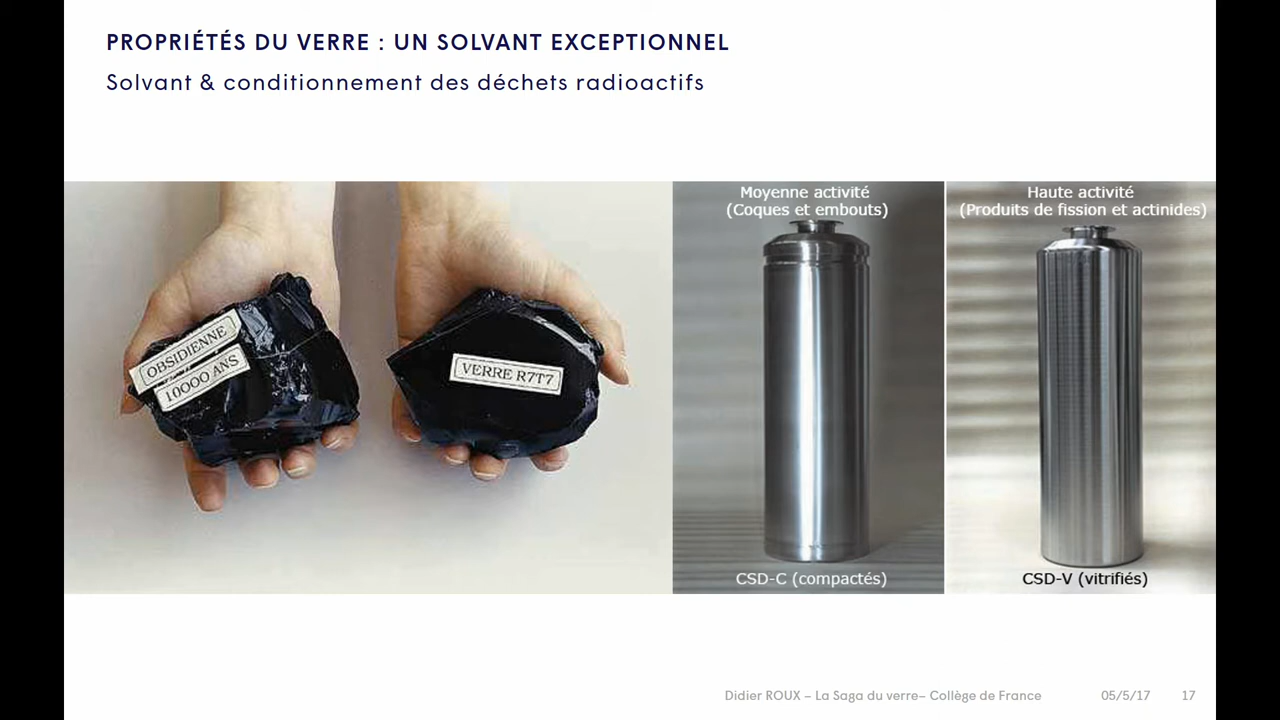 PROPRIÉTÉS DU VERRE : UN SOLVANT EXCEPTIONNEL
Solvant & conditionnement des déchets radioactifs
OBSIDIENNE
10000 ANS
VERRE R7T7
Moyenne activité
(Coques et embouts)
CSD-C (compactés)
Haute activité
(Produits de fission et actinides)
CSD-V (vitrifiés)
Didier ROUX – La Saga du verre– Collège de France
05/5/17
17